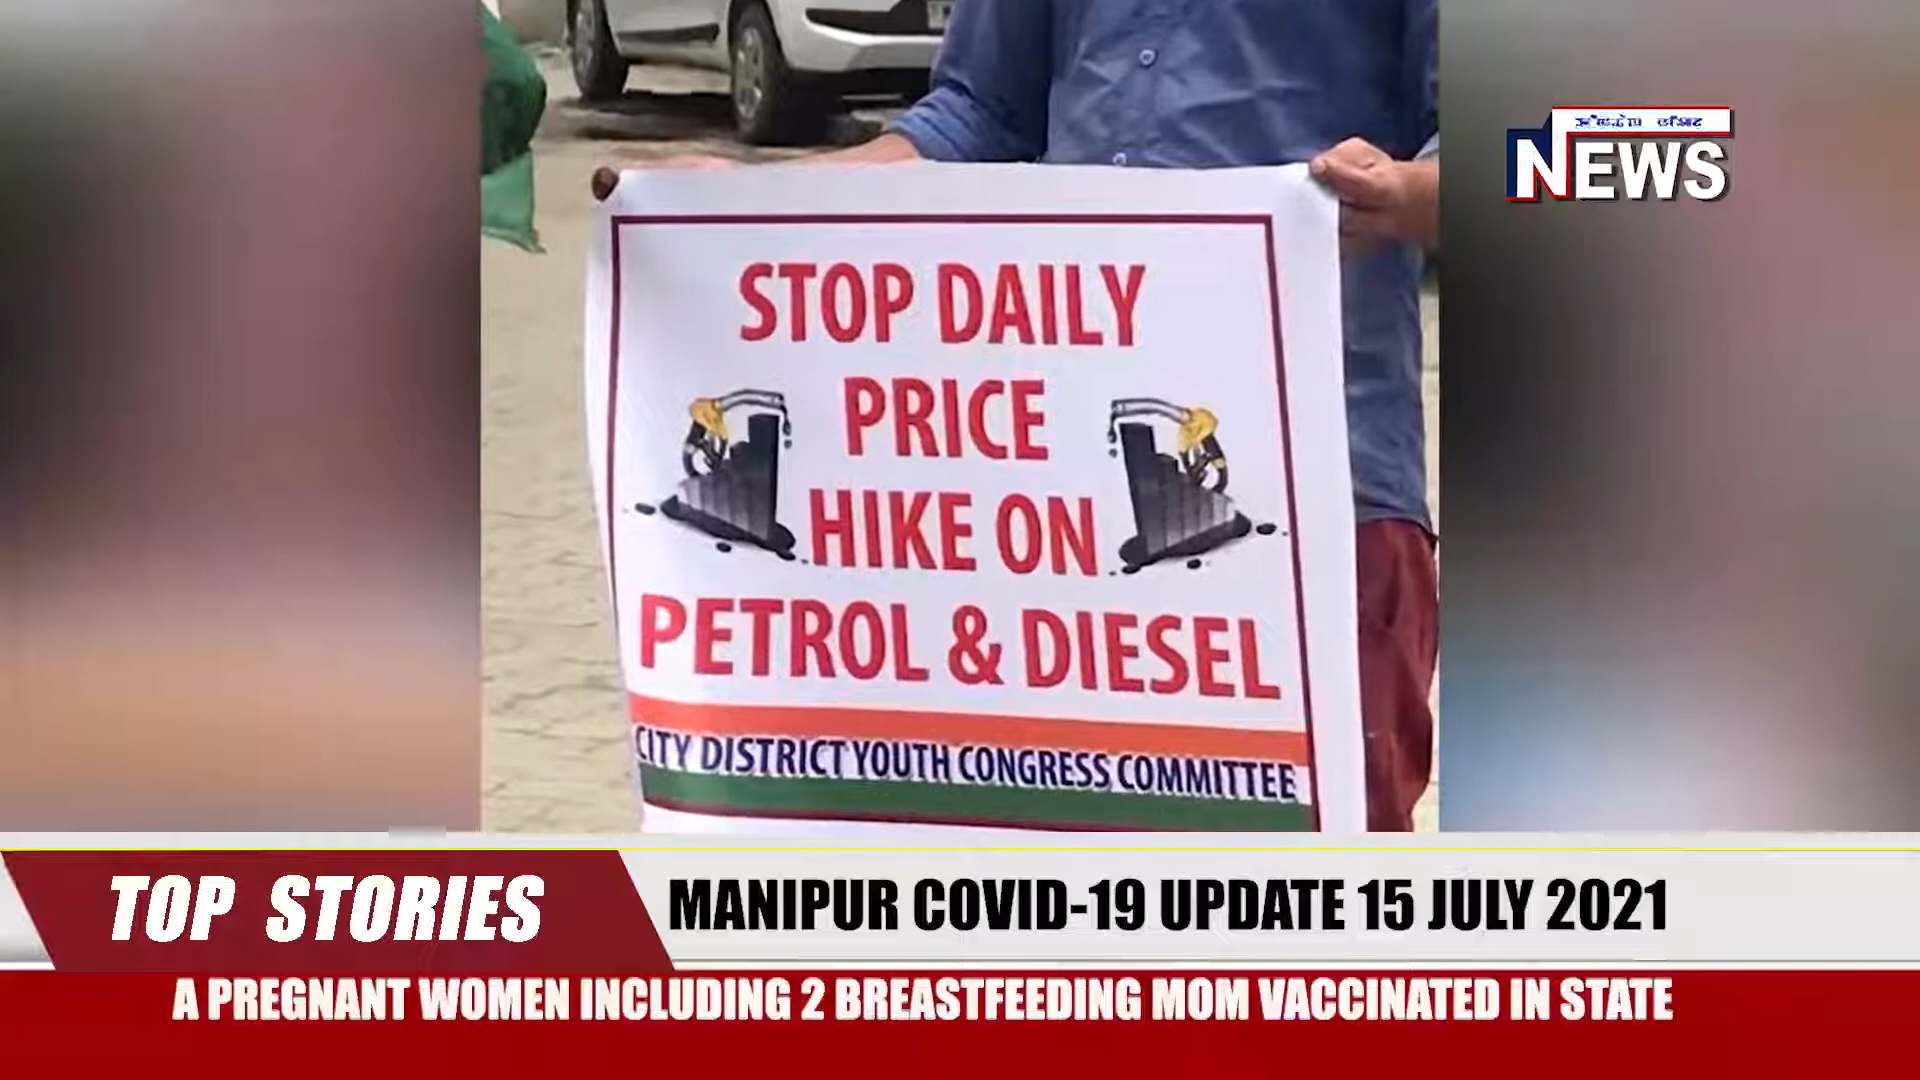 NEWS
STOP DAILY
PRICE
HIKE ON
PETROL & DIESEL
CITY DISTRICT YOUTH CONGRESS COMMITTEE
TOP STORIES
MANIPUR COVID-19 UPDATE 15 JULY 2021
A PREGNANT WOMEN INCLUDING 2 BREASTFEEDING MOM VACCINATED IN STATE